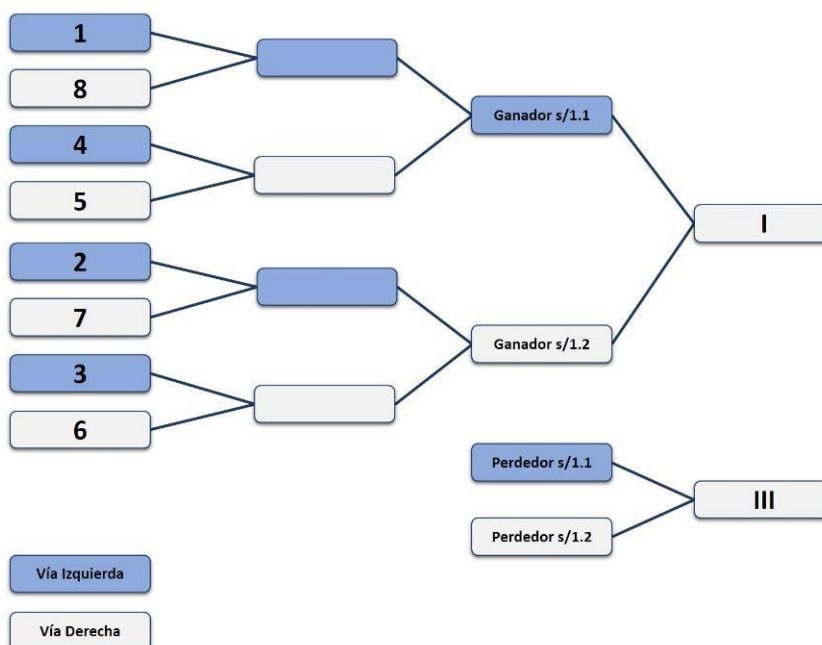 1
8
4
5
2
7
3
6
Ganador s/1.1
Ganador s/1.2
I
Perdedor s/1.1
Perdedor s/1.2
III
Vía Izquierda
Vía Derecha